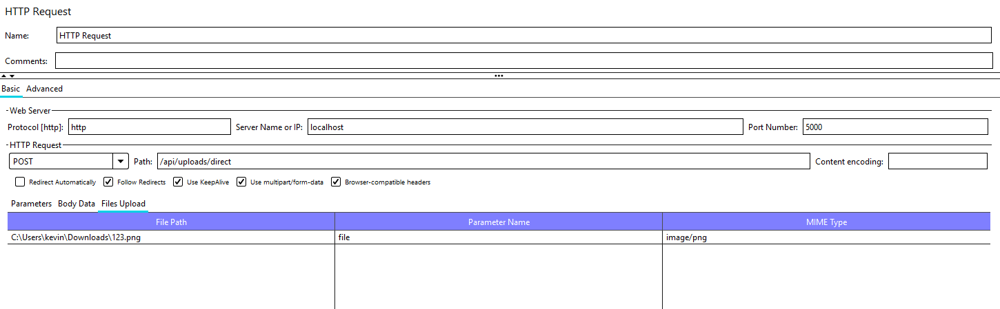 HTTP Request
Name: HTTP Request
Comments:
Basic Advanced
Web Server
Protocol [http]: http Server Name or IP: localhost Port Number: 5000
HTTP Request
POST Path: /api/uploads/direct Content encoding:
Redirect Automatically Follow Redirects Use KeepAlive Use multipart/form-data Browser-compatible headers
Parameters Body Data Files Upload
File Path Parameter Name MIME Type
C:\Users\kevin\Downloads\123.png file image/png